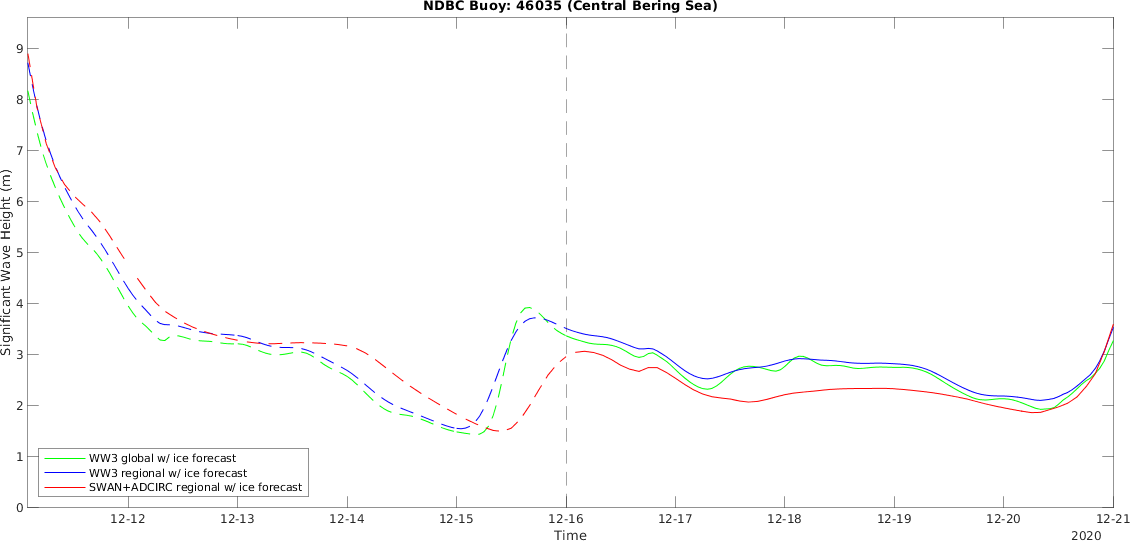 NDBC Buoy: 46035 (Central Bering Sea)
Significant Wave Height (m)
9
8
7
6
5
4
3
2
1
0
WW3 global w/ ice forecast
WW3 regional w/ ice forecast
SWAN+ADCIRC regional w/ ice forecast
12-12 12-13 12-14 12-15 12-16 12-17 12-18 12-19 12-20 12-21
Time
2020